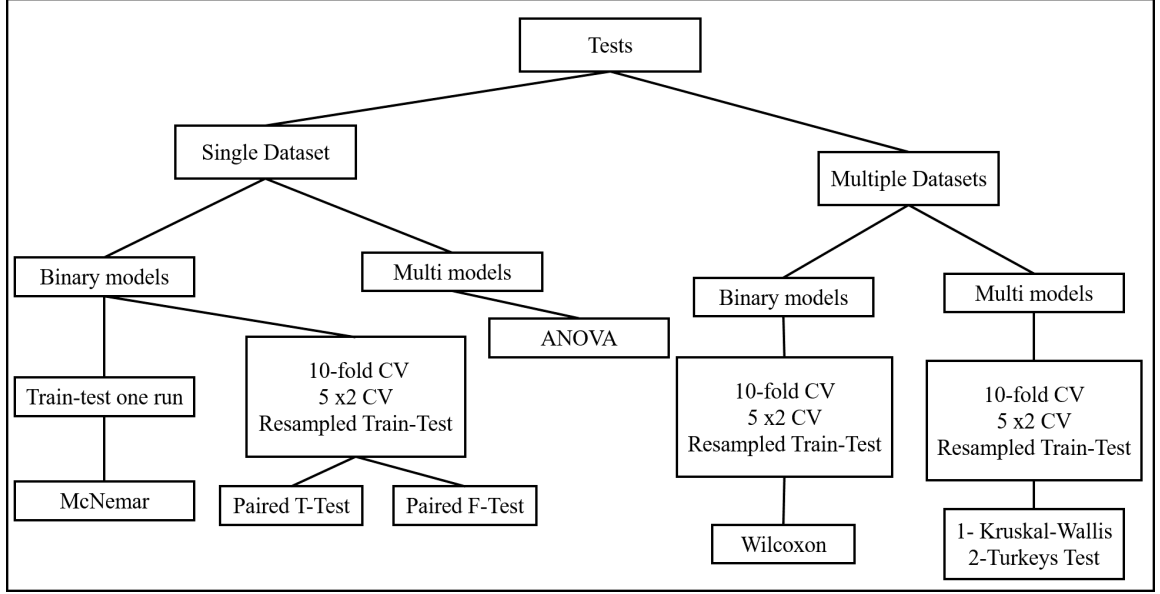 Tests
Single Dataset
Multiple Datasets
Binary models
Multi models
Binary models
Multi models
ANOVA
Train-test one run
10-fold CV
5 x2 CV
Resampled Train-Test
10-fold CV
5 x2 CV
Resampled Train-Test
10-fold CV
5 x2 CV
Resampled Train-Test
McNemar
Paired T-Test
Paired F-Test
Wilcoxon
1- Kruskal-Wallis
2-Turkeys Test